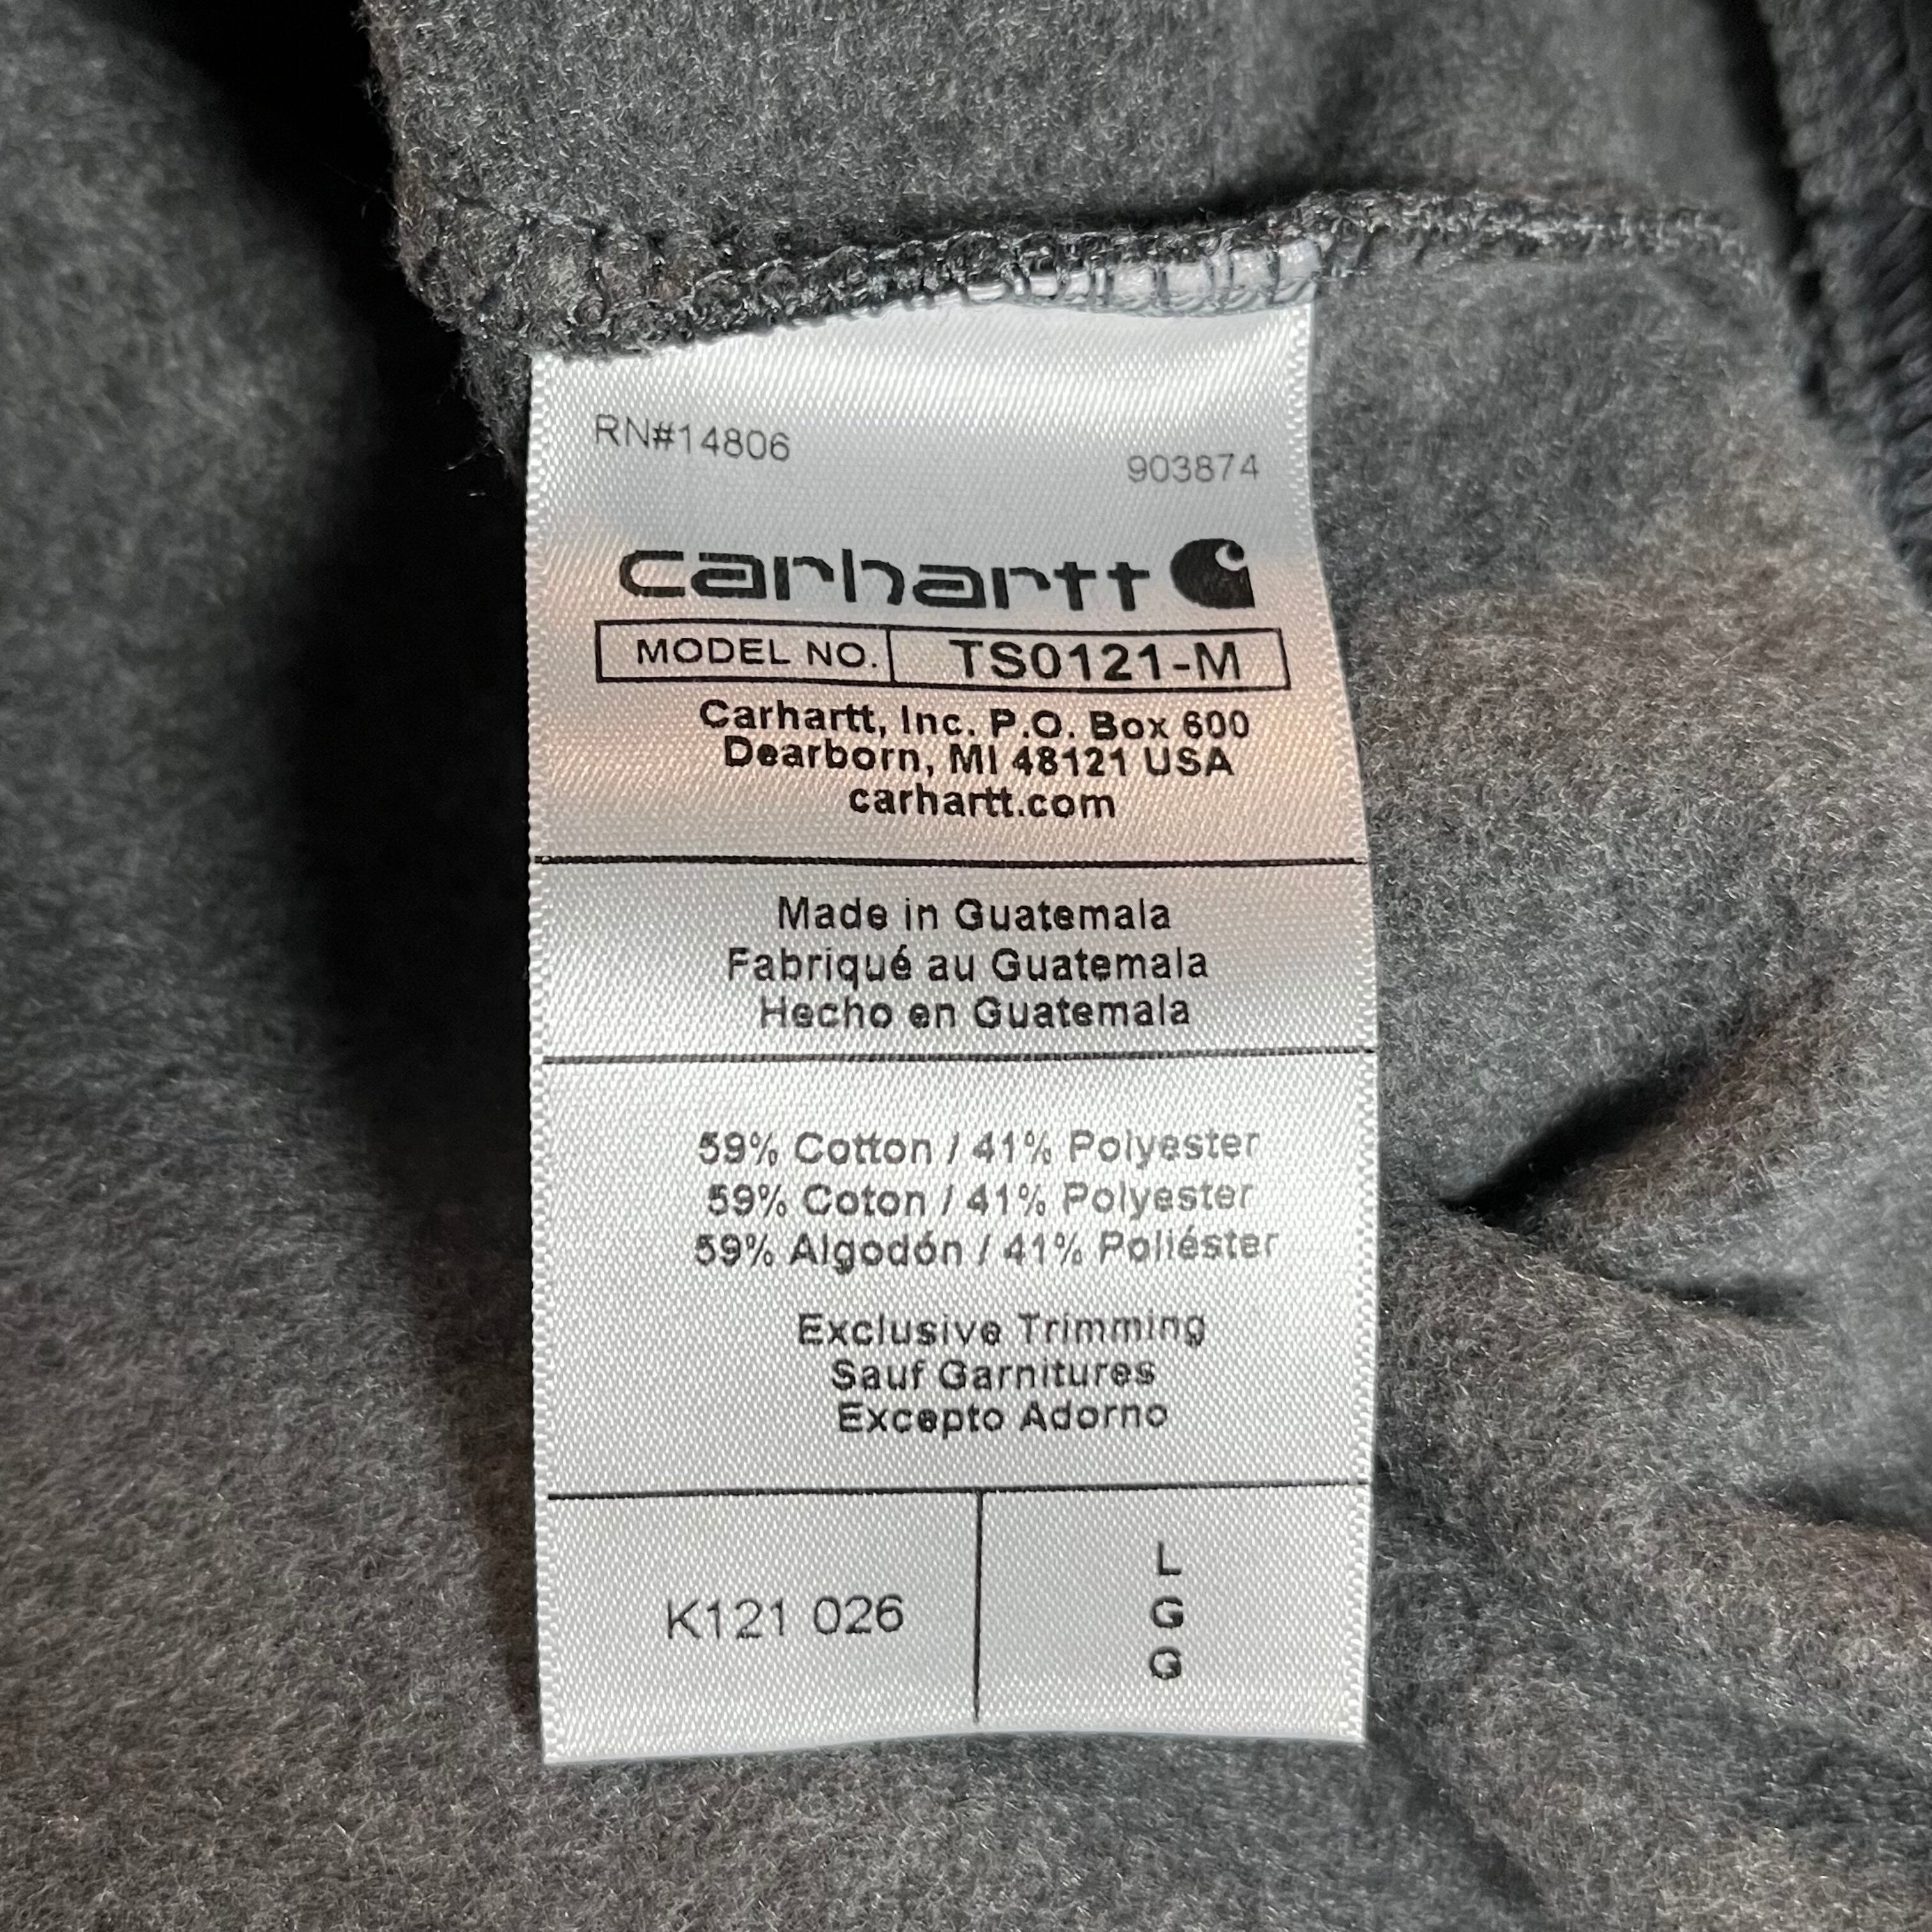 RN#14806
903874
carhartt
MODEL NO. TS0121-M
Carhartt, Inc. P.O. Box 600
Dearborn, MI 48121 USA
carhartt.com
Made in Guatemala
Fabriqué au Guatemala
Hecho en Guatemala
59% Cotton / 41% Polyester
59% Coton / 41% Polyester
59% Algodón / 41% Poliéster
Exclusive Trimming
Sauf Garnitures
Excepto Adorno
K121 026
L
G
G